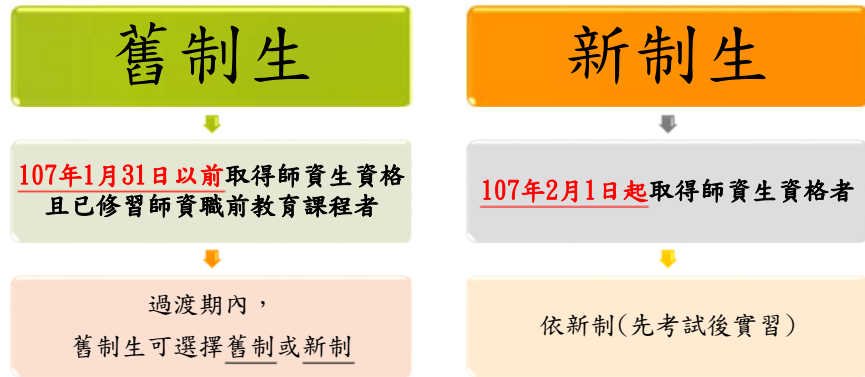 舊制生
107年1月31日以前取得師資生資格
且已修習師資職前教育課程者
過渡期內，
舊制生可選擇舊制或新制
新制生
107年2月1日起取得師資生資格者
依新制(先考試後實習)